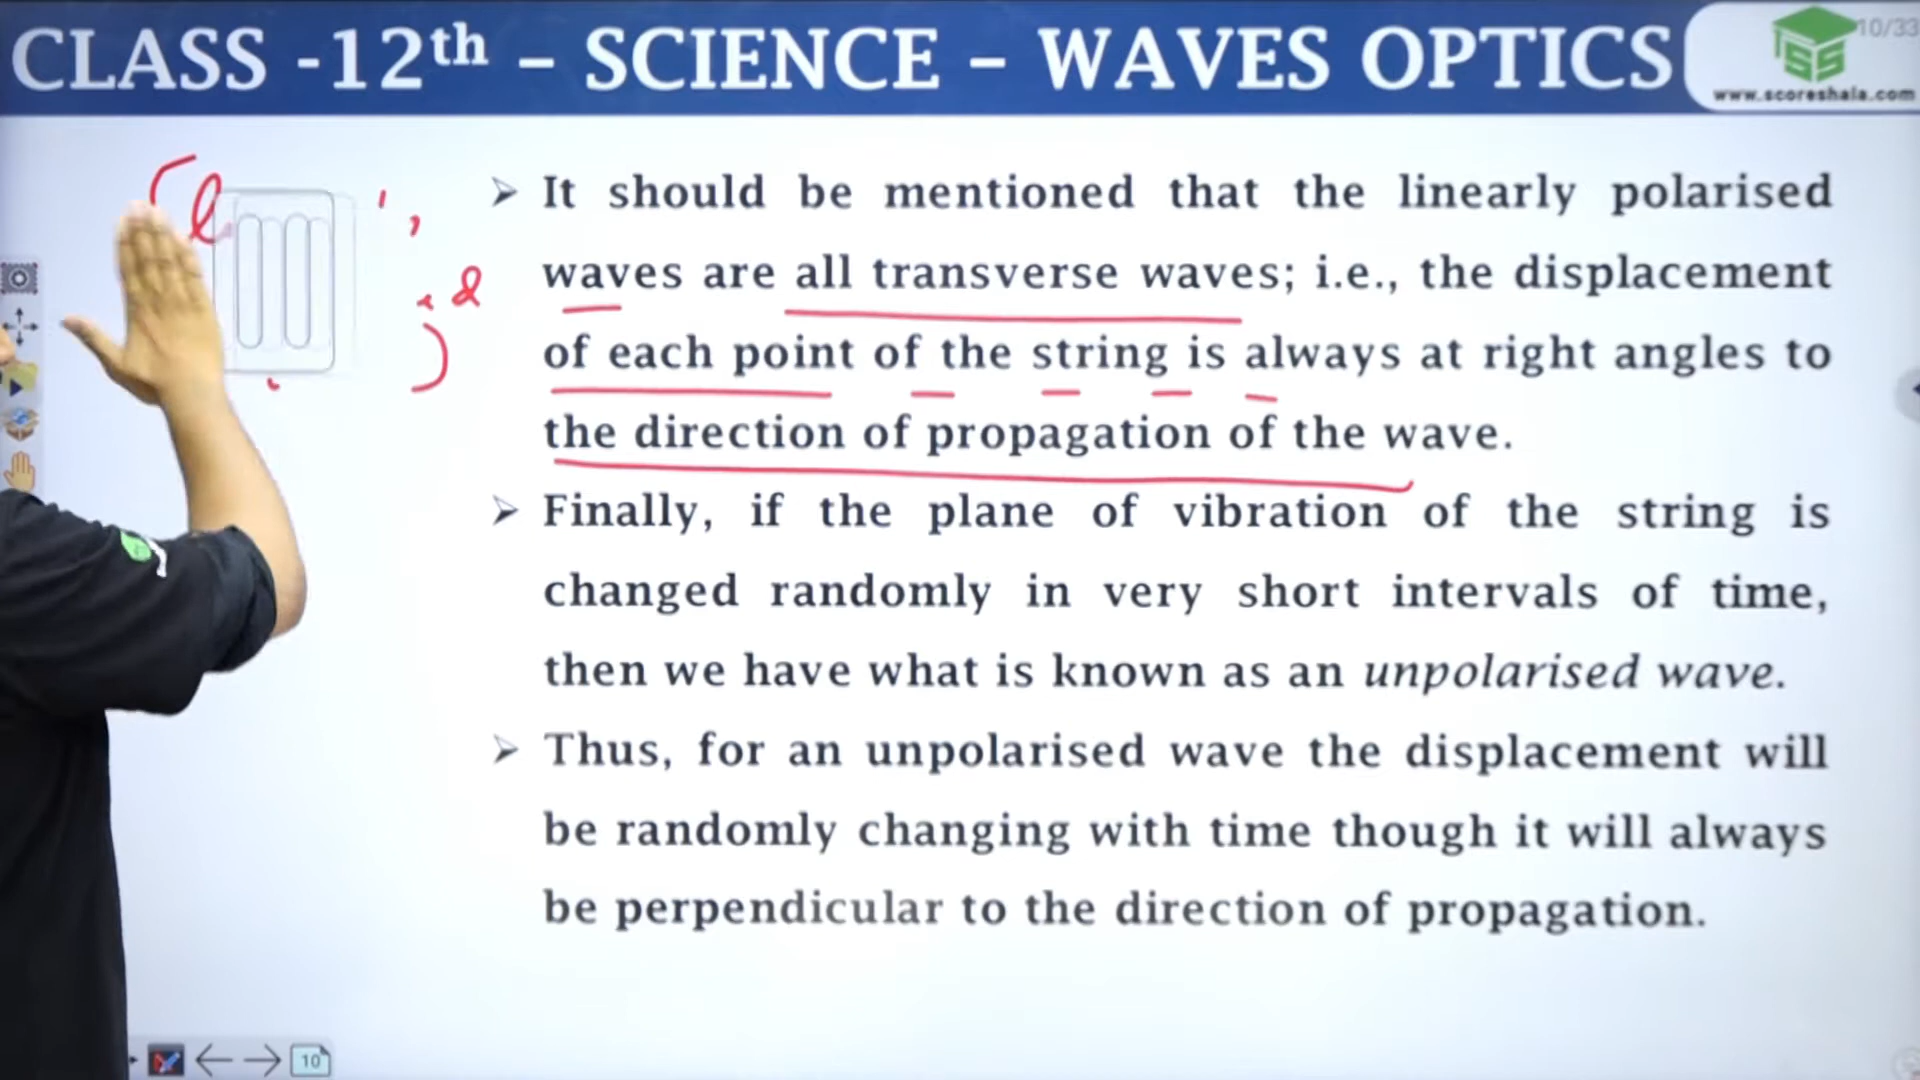 CLASS -12th – SCIENCE – WAVES OPTICS
10/33
SS
www.scoreshala.com
➢ It should be mentioned that the linearly polarised
waves are all transverse waves; i.e., the displacement
of each point of the string is always at right angles to
the direction of propagation of the wave.
➢ Finally, if the plane of vibration of the string is
changed randomly in very short intervals of time,
then we have what is known as an unpolarised wave.
➢ Thus, for an unpolarised wave the displacement will
be randomly changing with time though it will always
be perpendicular to the direction of propagation.
10